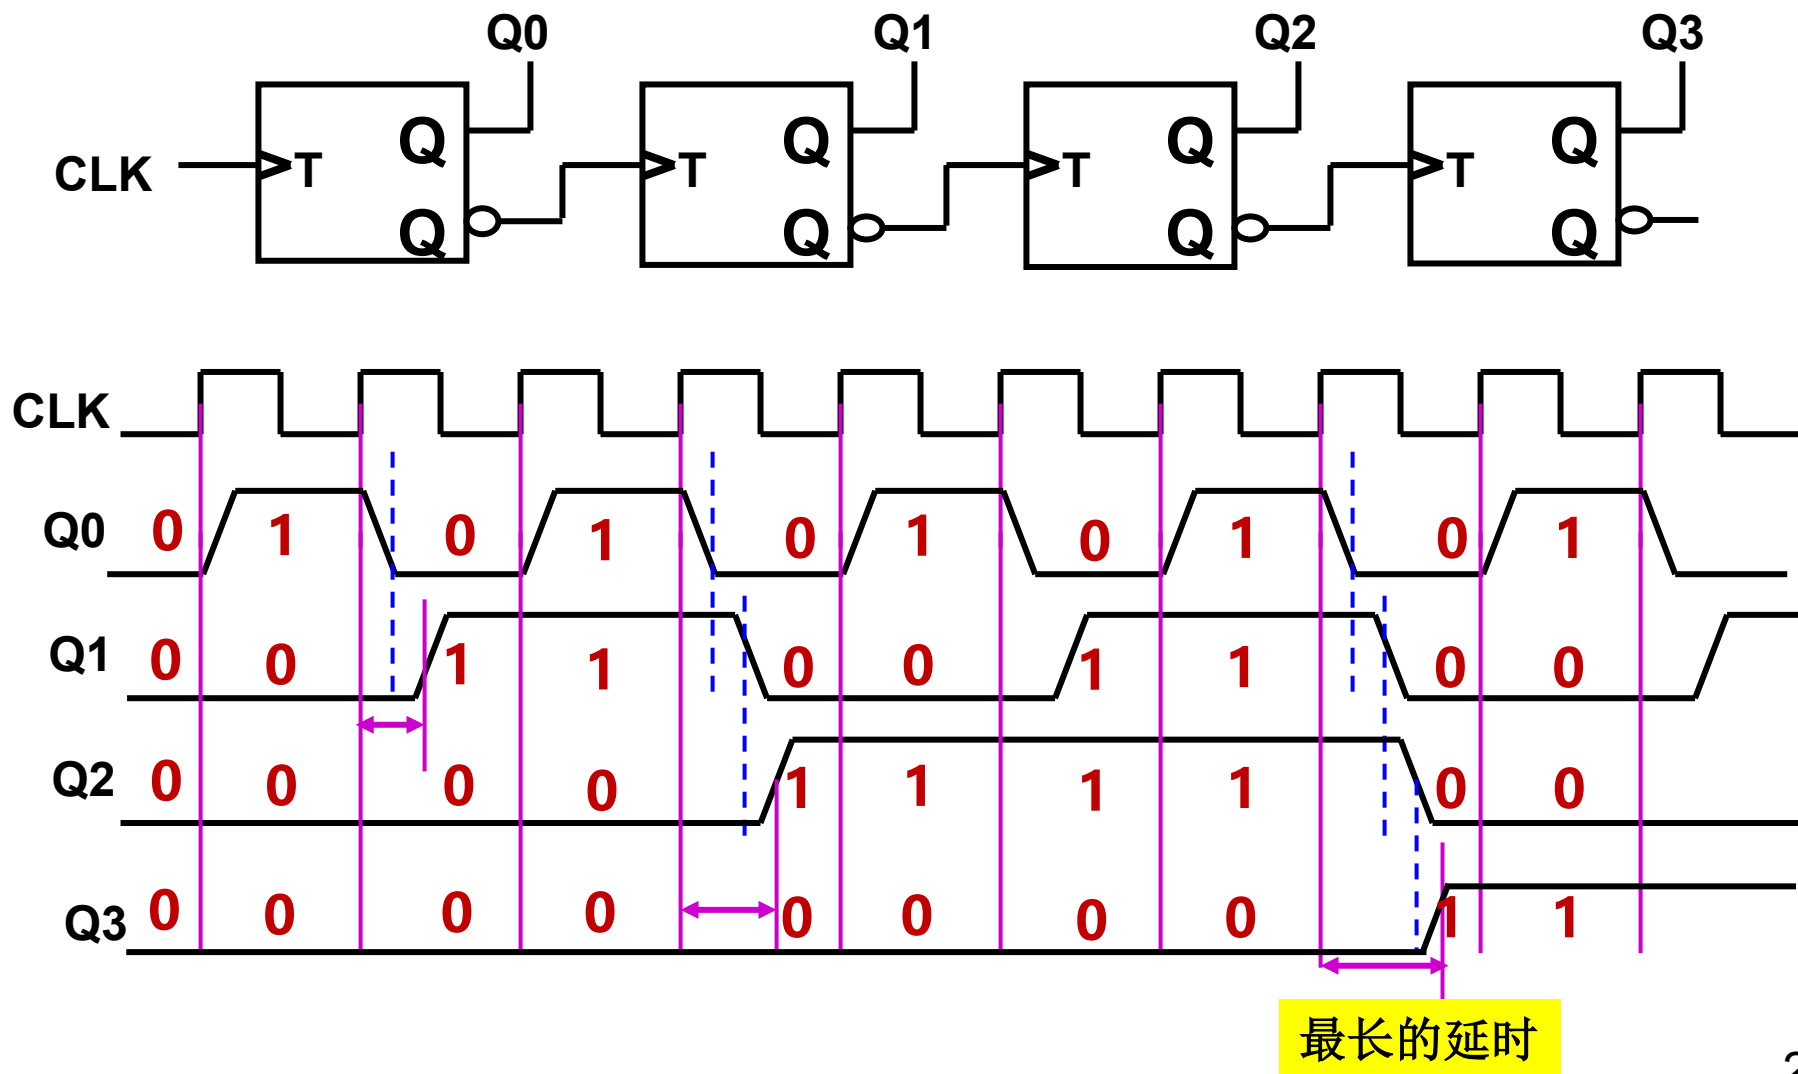 Q0 Q1 Q2 Q3
Q Q Q Q
CLK T T T T
Q Q Q Q
CLK
Q0 0 1 0 1 0 1 0 1 0 1
Q1 0 0 1 1 0 0 1 1 0 0
Q2 0 0 0 0 1 1 1 1 0 0
Q3 0 0 0 0 0 0 0 0 1 1
最长的延时
2